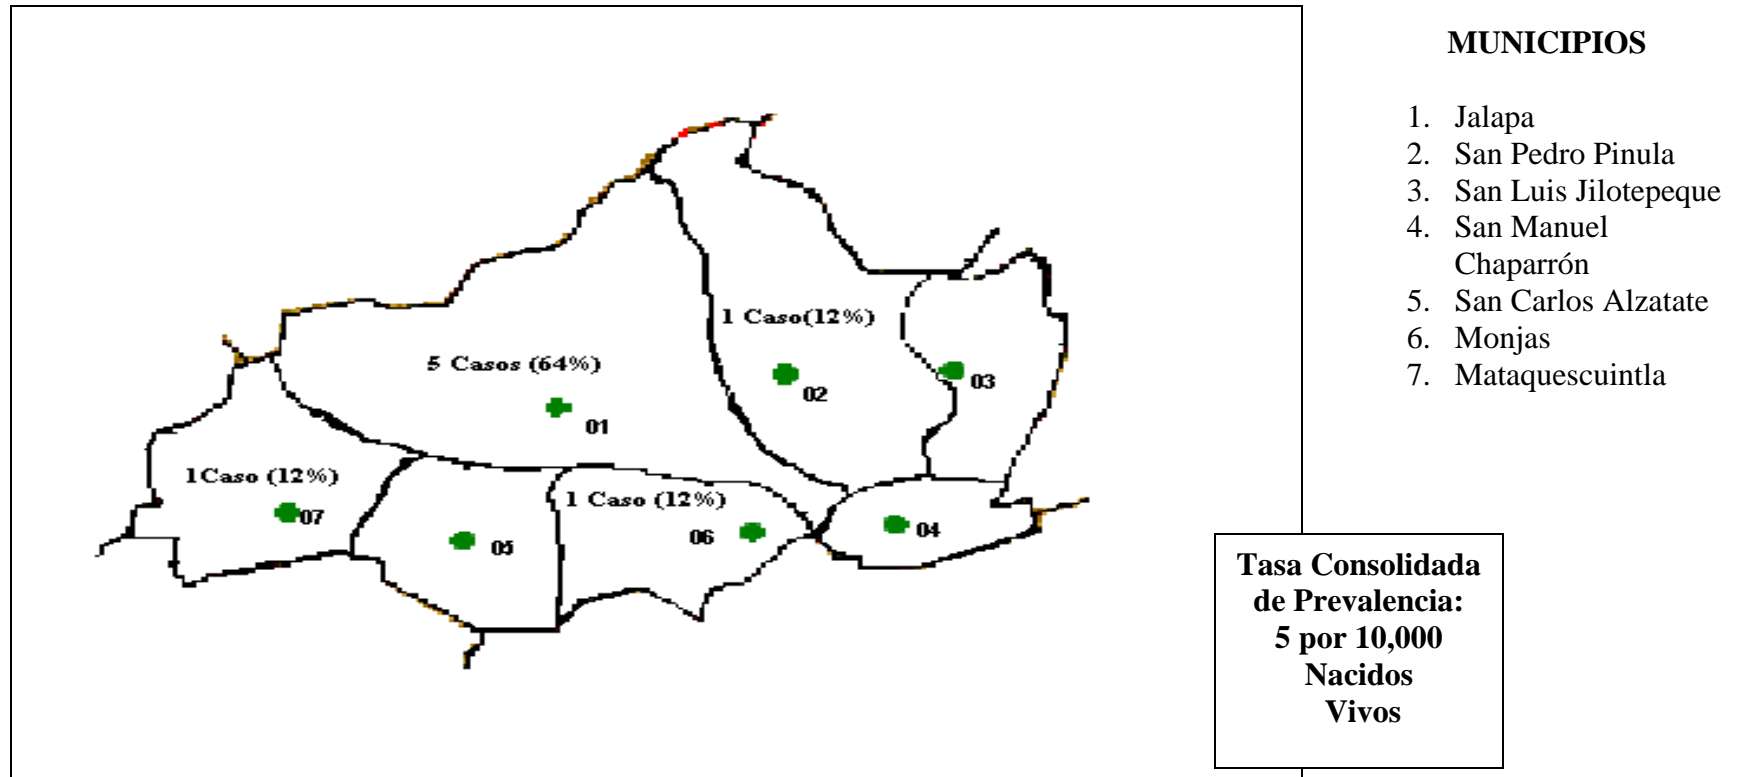 MUNICIPIOS
1. Jalapa
2. San Pedro Pinula
3. San Luis Jilotepeque
4. San Manuel
Chaparrón
5. San Carlos Alzatate
6. Monjas
7. Mataquescuintla
1 Caso(12%)
5 Casos (64%)
02
03
01
1Caso (12%)
1 Caso (12%)
07
05
06
04
Tasa Consolidada
de Prevalencia:
5 por 10,000
Nacidos
Vivos